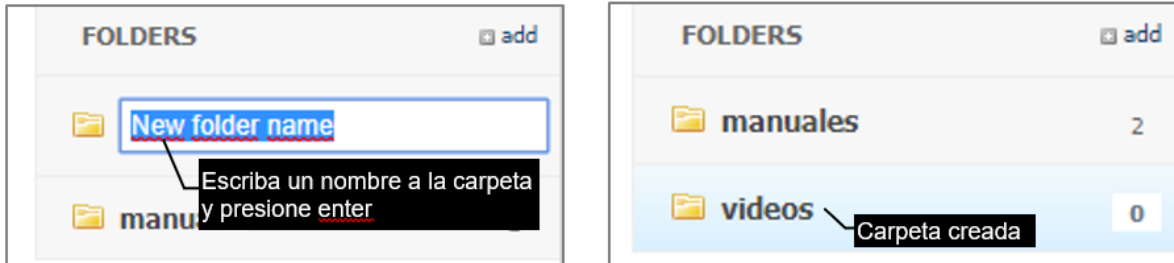 FOLDERS add
New folder name
Escriba un nombre a la carpeta
y presione enter
manu
FOLDERS add
manuales 2
videos 0
Carpeta creada